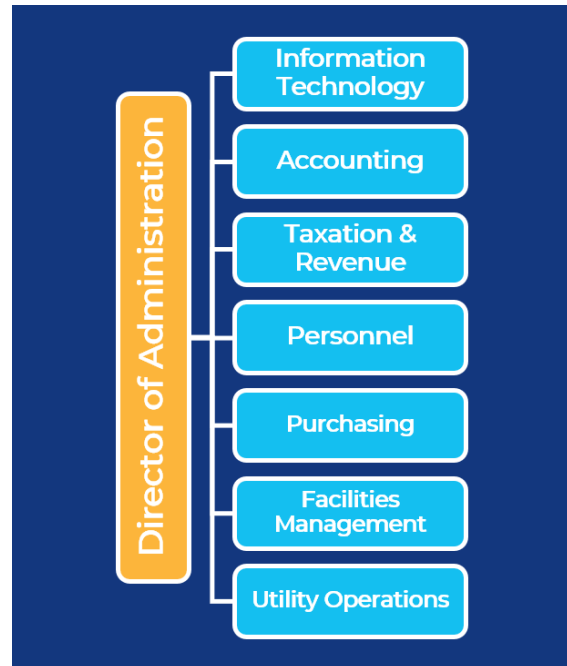 Director of Administration
Information
Technology
Accounting
Taxation &
Revenue
Personnel
Purchasing
Facilities
Management
Utility Operations